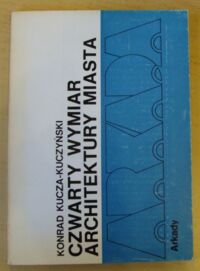 KONRAD KUCZA-KUCZYŃSKI
CZWARTY WYMIAR
ARCHITEKTURY MIASTA
ARKADY
Arkady